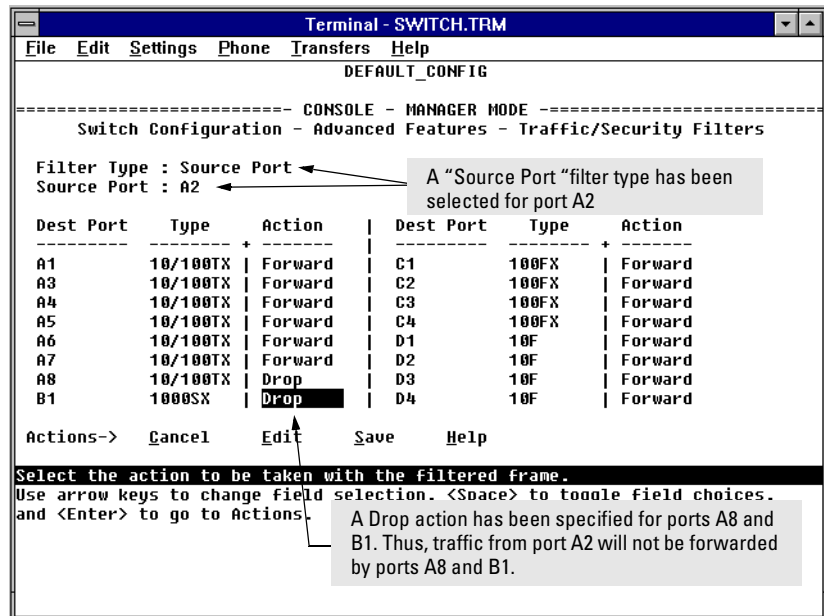 Terminal - SWITCH.TRM
File Edit Settings Phone Transfers Help
DEFAULT_CONFIG
==========================- CONSOLE - MANAGER MODE -===========================
Switch Configuration - Advanced Features - Traffic/Security Filters
Filter Type : Source Port
Source Port : A2
A “Source Port “filter type has been
selected for port A2
Dest Port Type Action | Dest Port Type Action
--------- -------- + ------- | --------- -------- + -------
A1 10/100TX | Forward | C1 100FX | Forward
A3 10/100TX | Forward | C2 100FX | Forward
A4 10/100TX | Forward | C3 100FX | Forward
A5 10/100TX | Forward | C4 100FX | Forward
A6 10/100TX | Forward | D1 10F | Forward
A7 10/100TX | Forward | D2 10F | Forward
A8 10/100TX | Drop | D3 10F | Forward
B1 1000SX | Drop | D4 10F | Forward
Actions-> Cancel Edit Save Help
Select the action to be taken with the filtered frame.
Use arrow keys to change field selection, <Space> to toggle field choices,
and <Enter> to go to Actions.
A Drop action has been specified for ports A8 and
B1. Thus, traffic from port A2 will not be forwarded
by ports A8 and B1.